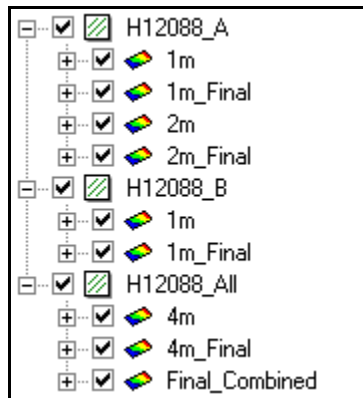 H12088_A
1m
1m_Final
2m
2m_Final
H12088_B
1m
1m_Final
H12088_All
4m
4m_Final
Final_Combined